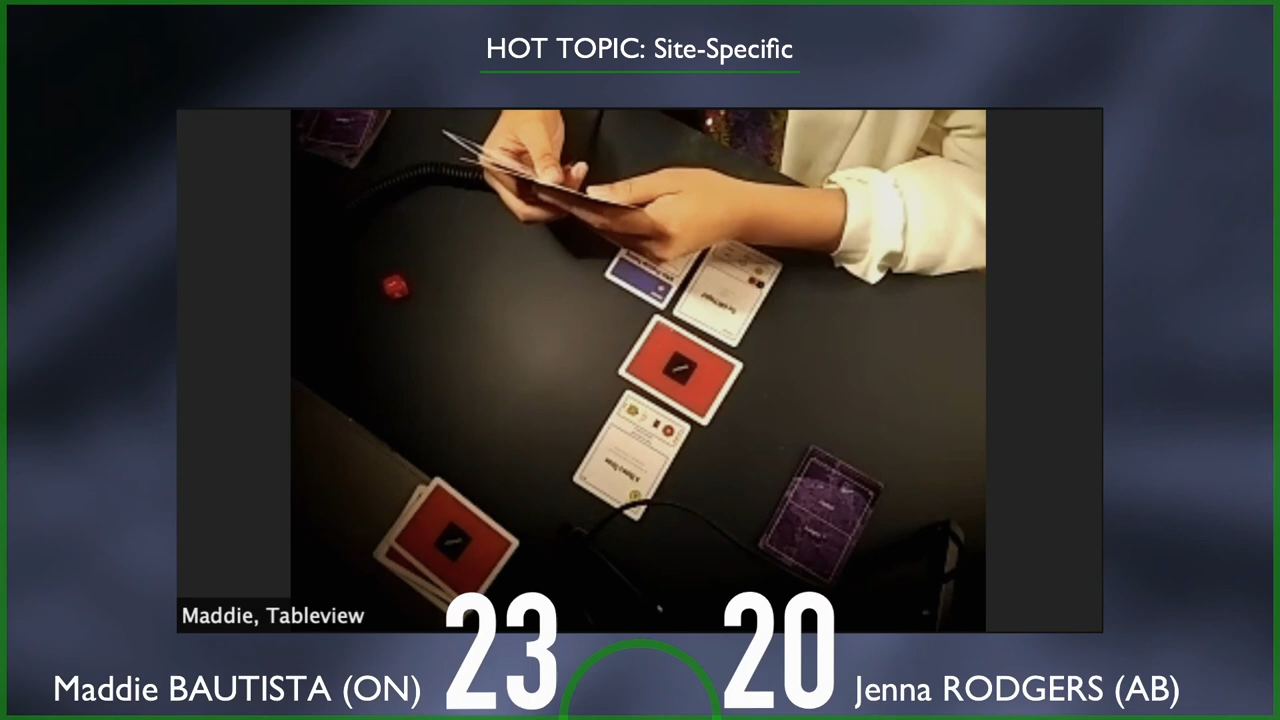 HOT TOPIC: Site-Specific
Maddie, Tableview
23
20
Maddie BAUTISTA (ON)
Jenna RODGERS (AB)